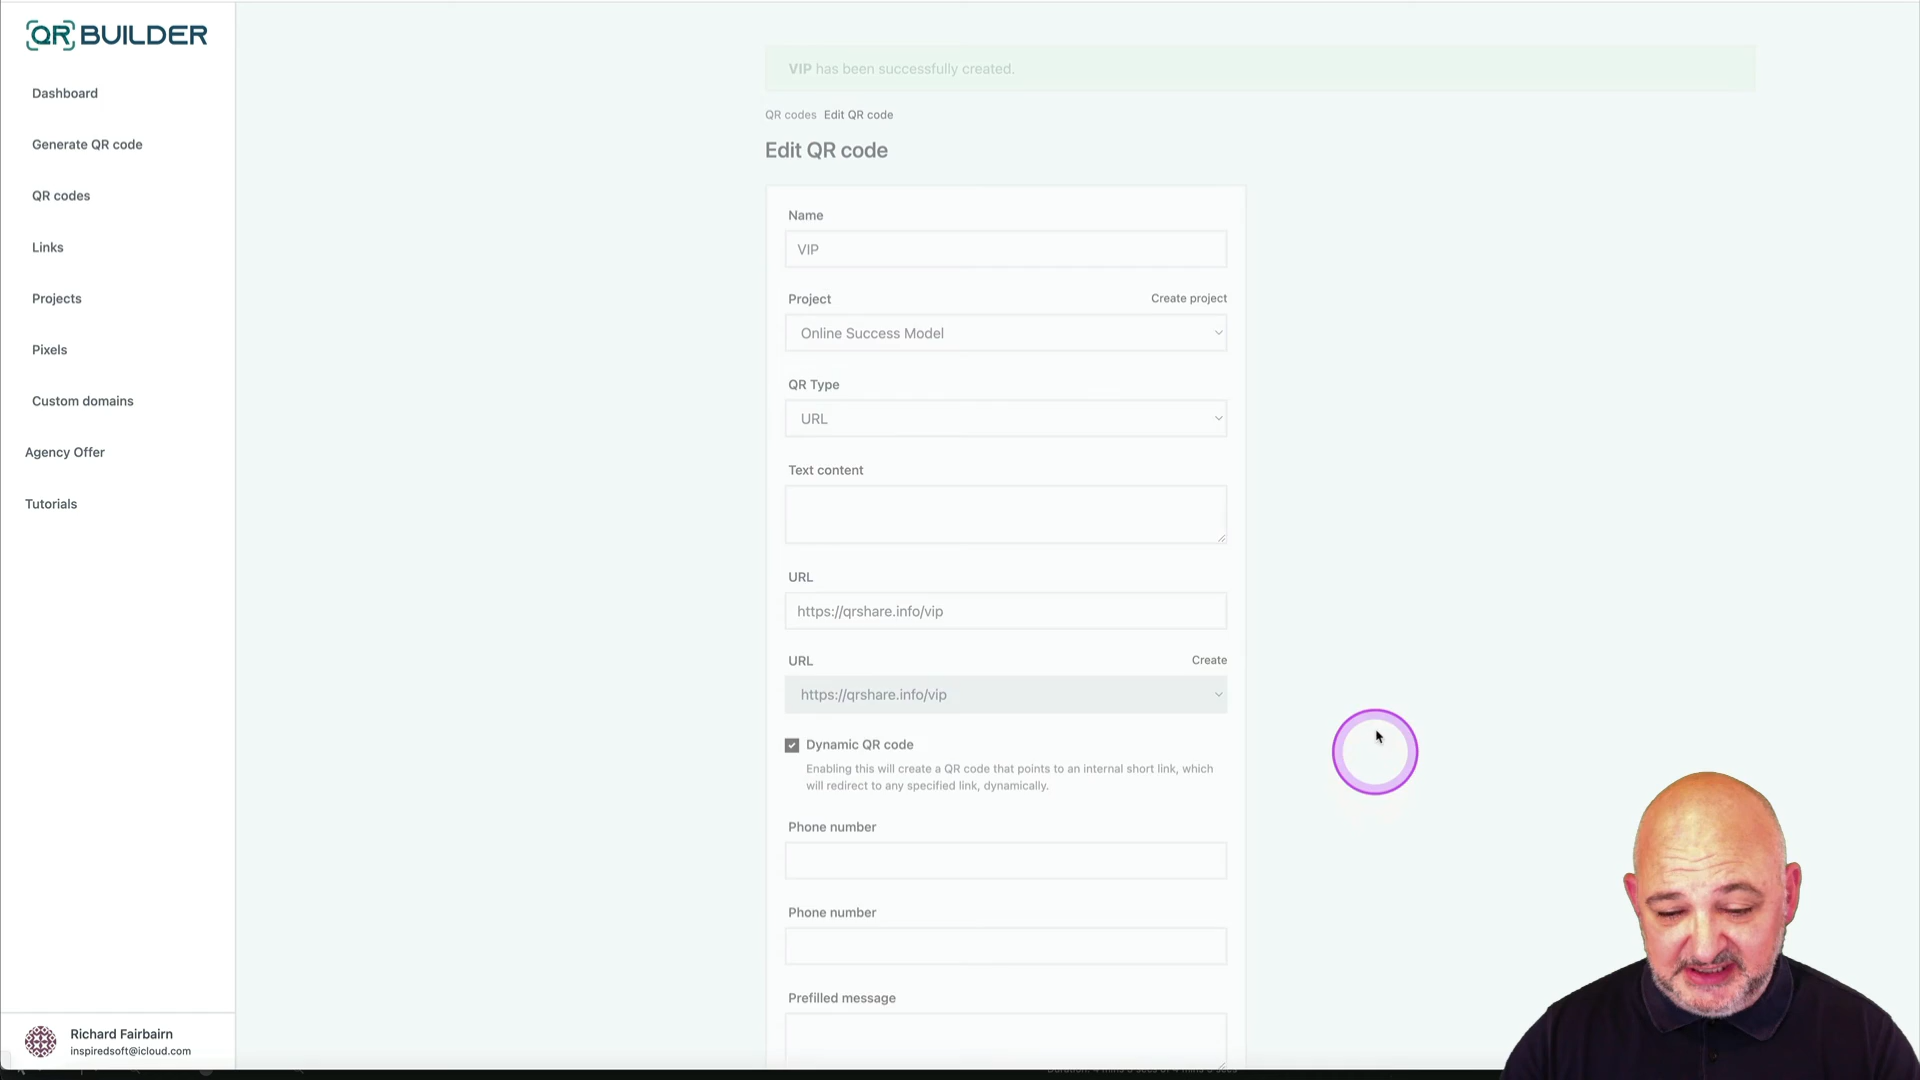 QR BUILDER
Dashboard
Generate QR code
QR codes
Links
Projects
Pixels
Custom domains
Agency Offer
Tutorials
Richard Fairbairn
inspiredsoft@icloud.com
VIP has been successfully created.
QR codes Edit QR code
Edit QR code
Name
VIP
Project Create project
Online Success Model
QR Type
URL
Text content
URL
https://qrshare.info/vip
URL Create
https://qrshare.info/vip
Dynamic QR code
Enabling this will create a QR code that points to an internal short link, which
will redirect to any specified link, dynamically.
Phone number
Phone number
Prefilled message